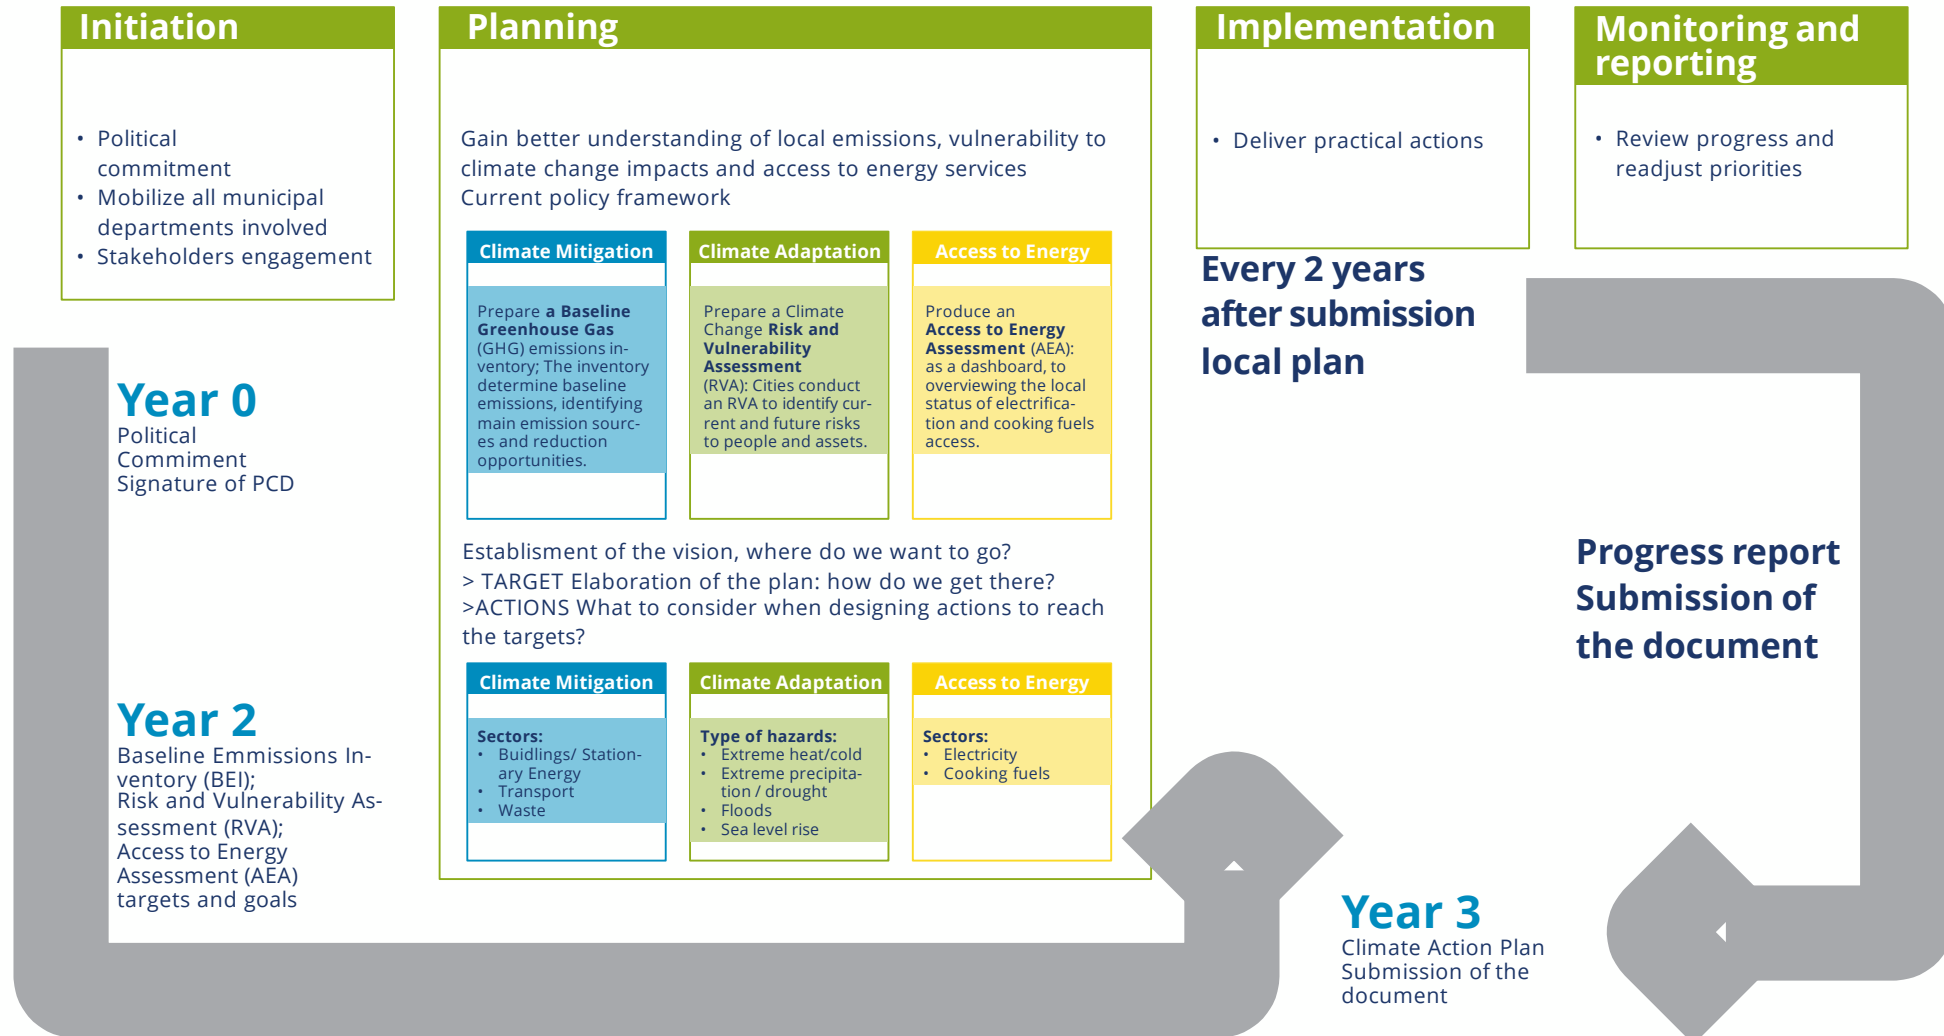 Initiation
• Political
commitment
• Mobilize all municipal
departments involved
• Stakeholders engagement
Year 0
Political
Commiment
Signature of PCD
Year 2
Baseline Emmissions In-
ventory (BEI);
Risk and Vulnerability As-
sessment (RVA);
Access to Energy
Assessment (AEA)
targets and goals
Planning
Gain better understanding of local emissions, vulnerability to
climate change impacts and access to energy services
Current policy framework
Climate Mitigation
Prepare a Baseline
Greenhouse Gas
(GHG) emissions in-
ventory; The inventory
determine baseline
emissions, identifying
main emission sourc-
es and reduction
opportunities.
Climate Adaptation
Prepare a Climate
Change Risk and
Vulnerability
Assessment
(RVA): Cities conduct
an RVA to identify cur-
rent and future risks
to people and assets.
Access to Energy
Produce an
Access to Energy
Assessment (AEA):
as a dashboard, to
overviewing the local
status of electrifica-
tion and cooking fuels
access.
Establisment of the vision, where do we want to go?
> TARGET Elaboration of the plan: how do we get there?
>ACTIONS What to consider when designing actions to reach
the targets?
Climate Mitigation
Sectors:
• Buidlings/ Station-
ary Energy
• Transport
• Waste
Climate Adaptation
Type of hazards:
• Extreme heat/cold
• Extreme precipita-
tion / drought
• Floods
• Sea level rise
Access to Energy
Sectors:
• Electricity
• Cooking fuels
Implementation
• Deliver practical actions
Every 2 years
after submission
local plan
Year 3
Climate Action Plan
Submission of the
document
Monitoring and
reporting
• Review progress and
readjust priorities
Progress report
Submission of
the document